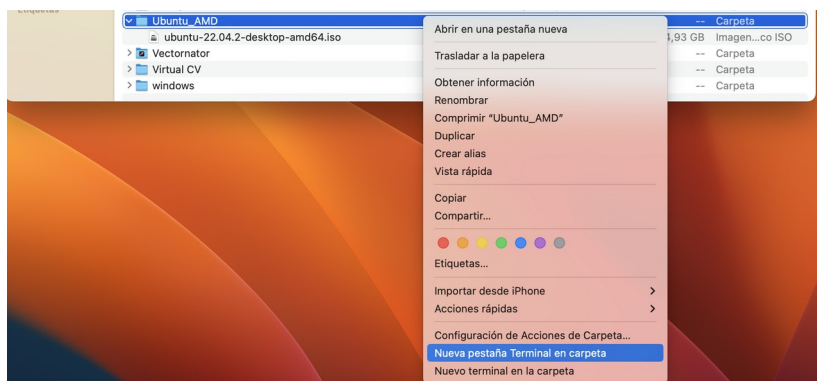 Etiquetas
Ubuntu_AMD -- Carpeta
ubuntu-22.04.2-desktop-amd64.iso 4,93 GB Imagen...co ISO
Vectornator -- Carpeta
Virtual CV -- Carpeta
windows -- Carpeta
Abrir en una pestaña nueva
Trasladar a la papelera
Obtener información
Renombrar
Comprimir “Ubuntu_AMD”
Duplicar
Crear alias
Vista rápida
Copiar
Compartir...
Etiquetas...
Importar desde iPhone
Acciones rápidas
Configuración de Acciones de Carpeta...
Nueva pestaña Terminal en carpeta
Nuevo terminal en la carpeta